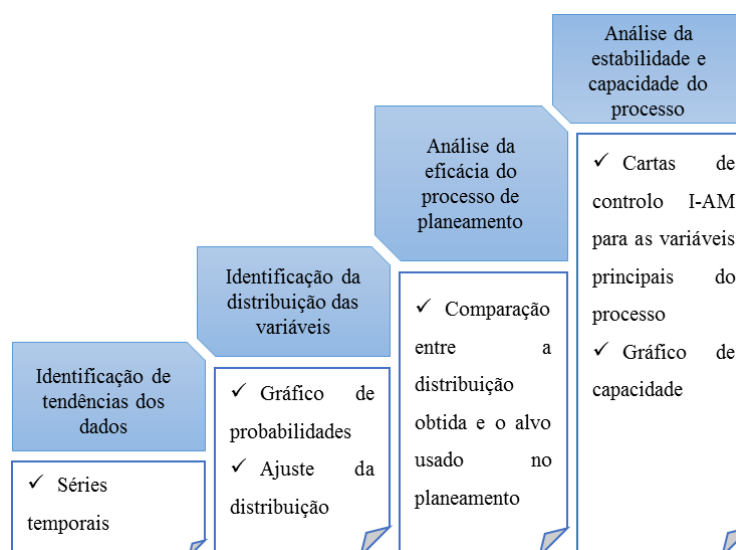 Identificação de
tendências dos
dados
✓ Séries
temporais
Identificação da
distribuição das
variáveis
✓ Gráfico de
probabilidades
✓ Ajuste da
distribuição
Análise da
eficácia do
processo de
planeamento
✓ Comparação
entre a
distribuição
obtida e o alvo
usado no
planeamento
Análise da
estabilidade e
capacidade do
processo
✓ Cartas de
controlo I-AM
para as variáveis
principais do
processo
✓ Gráfico de
capacidade